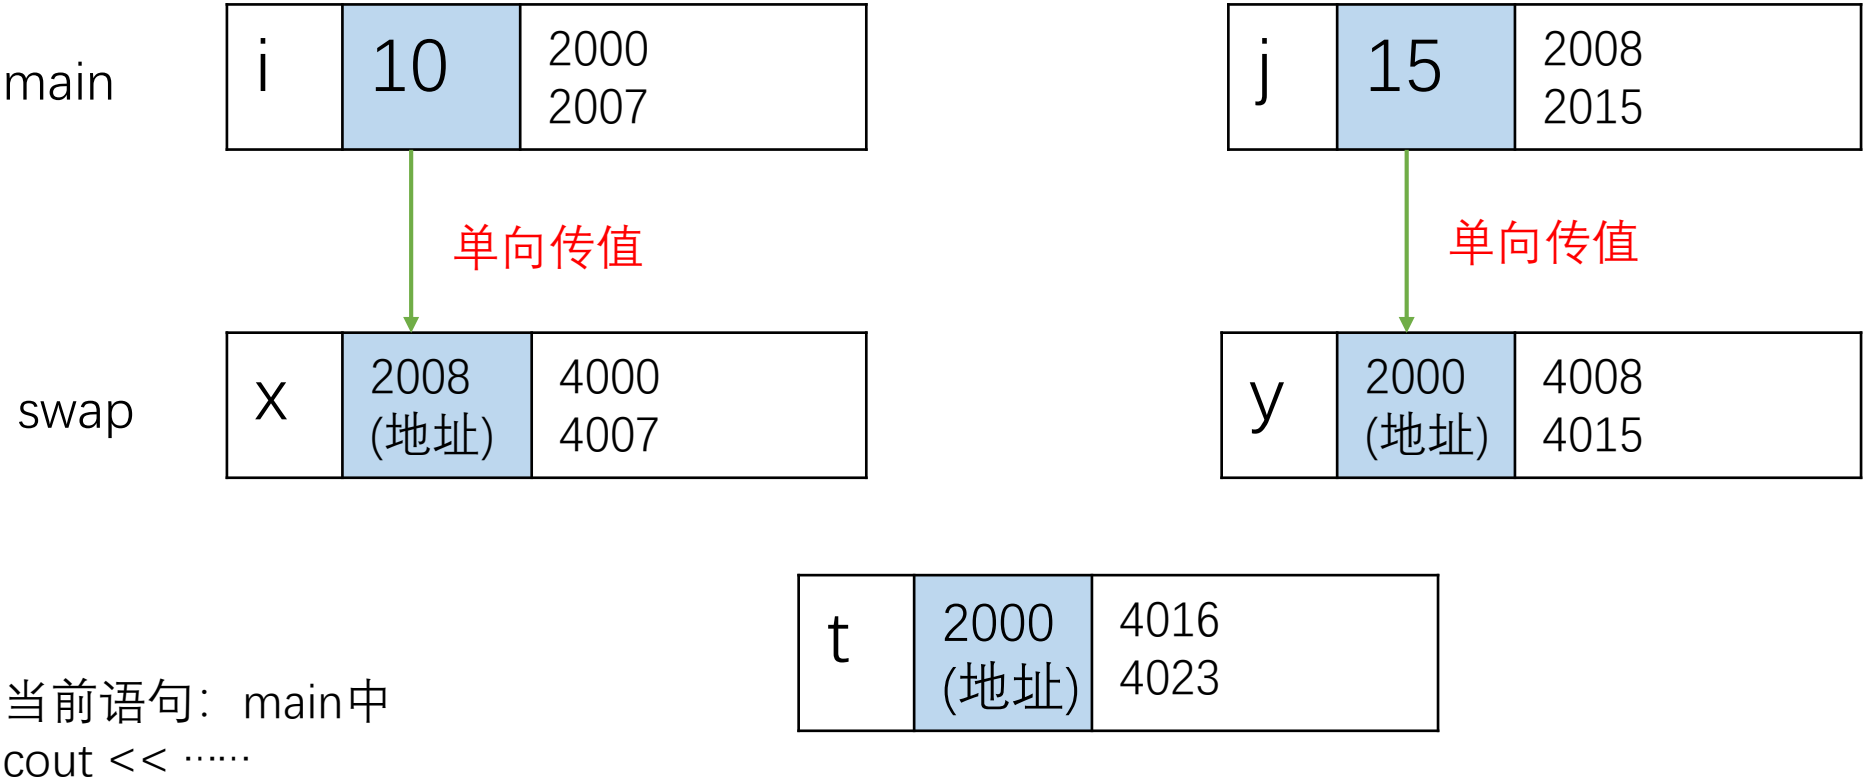 main
i
10
2000
2007
j
15
2008
2015
单向传值
单向传值
swap
x
2008
(地址)
4000
4007
y
2000
(地址)
4008
4015
t
2000
(地址)
4016
4023
当前语句：main中
cout << ……